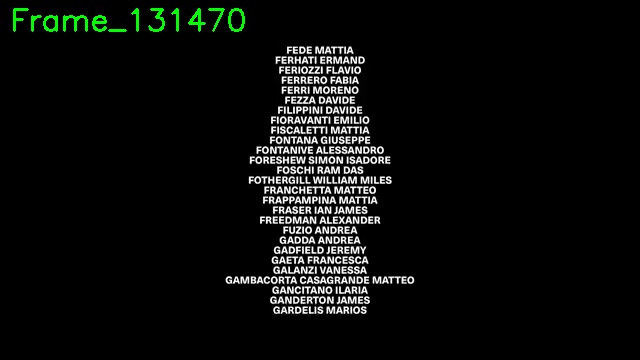 Frame_131470
FEDE MATTIA
FERHATI ERMAND
FERIOZZI FLAVIO
FERRERO FABIA
FERRI MORENO
FEZZA DAVIDE
FILIPPINI DAVIDE
FIORAVANTI EMILIO
FISCALETTI MATTIA
FONTANA GIUSEPPE
FONTANIVE ALESSANDRO
FORESHEW SIMON ISADORE
FOSCHI RAM DAS
FOTHERGILL WILLIAM MILES
FRANCHETTA MATTEO
FRAPPAMPINA MATTIA
FRASER IAN JAMES
FREEDMAN ALEXANDER
FUZIO ANDREA
GADDA ANDREA
GADFIELD JEREMY
GAETA FRANCESCA
GALANZI VANESSA
GAMBACORTA CASAGRANDE MATTEO
GANCITANO ILARIA
GANDERTON JAMES
GARDELIS MARIOS